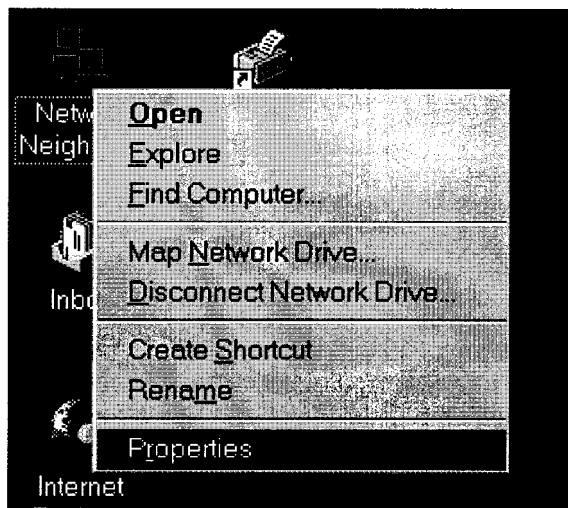 Netw
Neigh
Open
Explore
Find Computer...
Map Network Drive...
Disconnect Network Drive...
Create Shortcut
Rename
Properties
Inbo
Internet